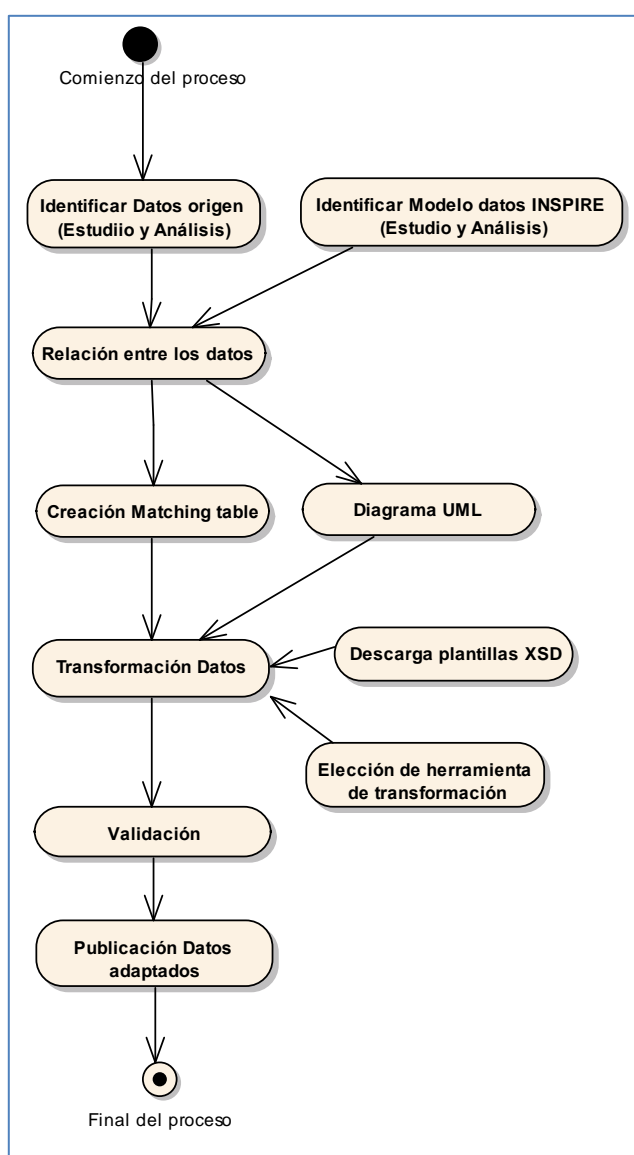 Comienzo del proceso
Identificar Datos origen
(Estudiio y Análisis)
Identificar Modelo datos INSPIRE
(Estudio y Análisis)
Relación entre los datos
Creación Matching table
Diagrama UML
Transformación Datos
Descarga plantillas XSD
Elección de herramienta
de transformación
Validación
Publicación Datos
adaptados
Final del proceso